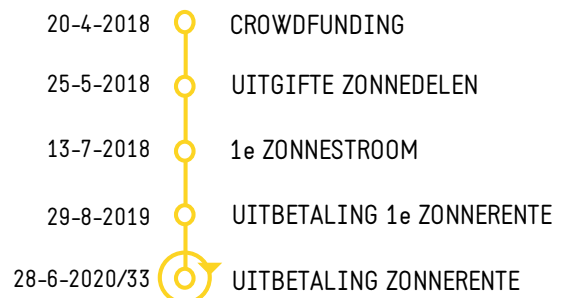 20-4-2018 CROWDFUNDING
25-5-2018 UITGIFTE ZONNEDELEN
13-7-2018 1e ZONNESTROOM
29-8-2019 UITBETALING 1e ZONNERENTE
28-6-2020/33 UITBETALING ZONNERENTE